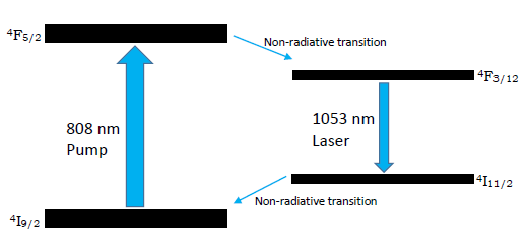 ⁴F₅/₂
Non-radiative transition
⁴F₃/₁₂
808 nm
Pump
1053 nm
Laser
⁴I₁₁/₂
Non-radiative transition
⁴I₉/₂